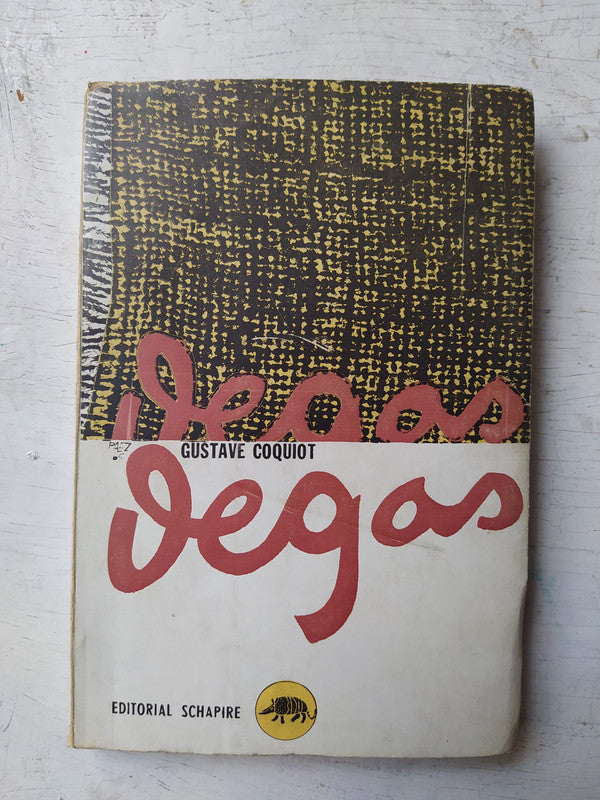 Degas
GUSTAVE COQUIOT
Degas
EDITORIAL SCHAPIRE